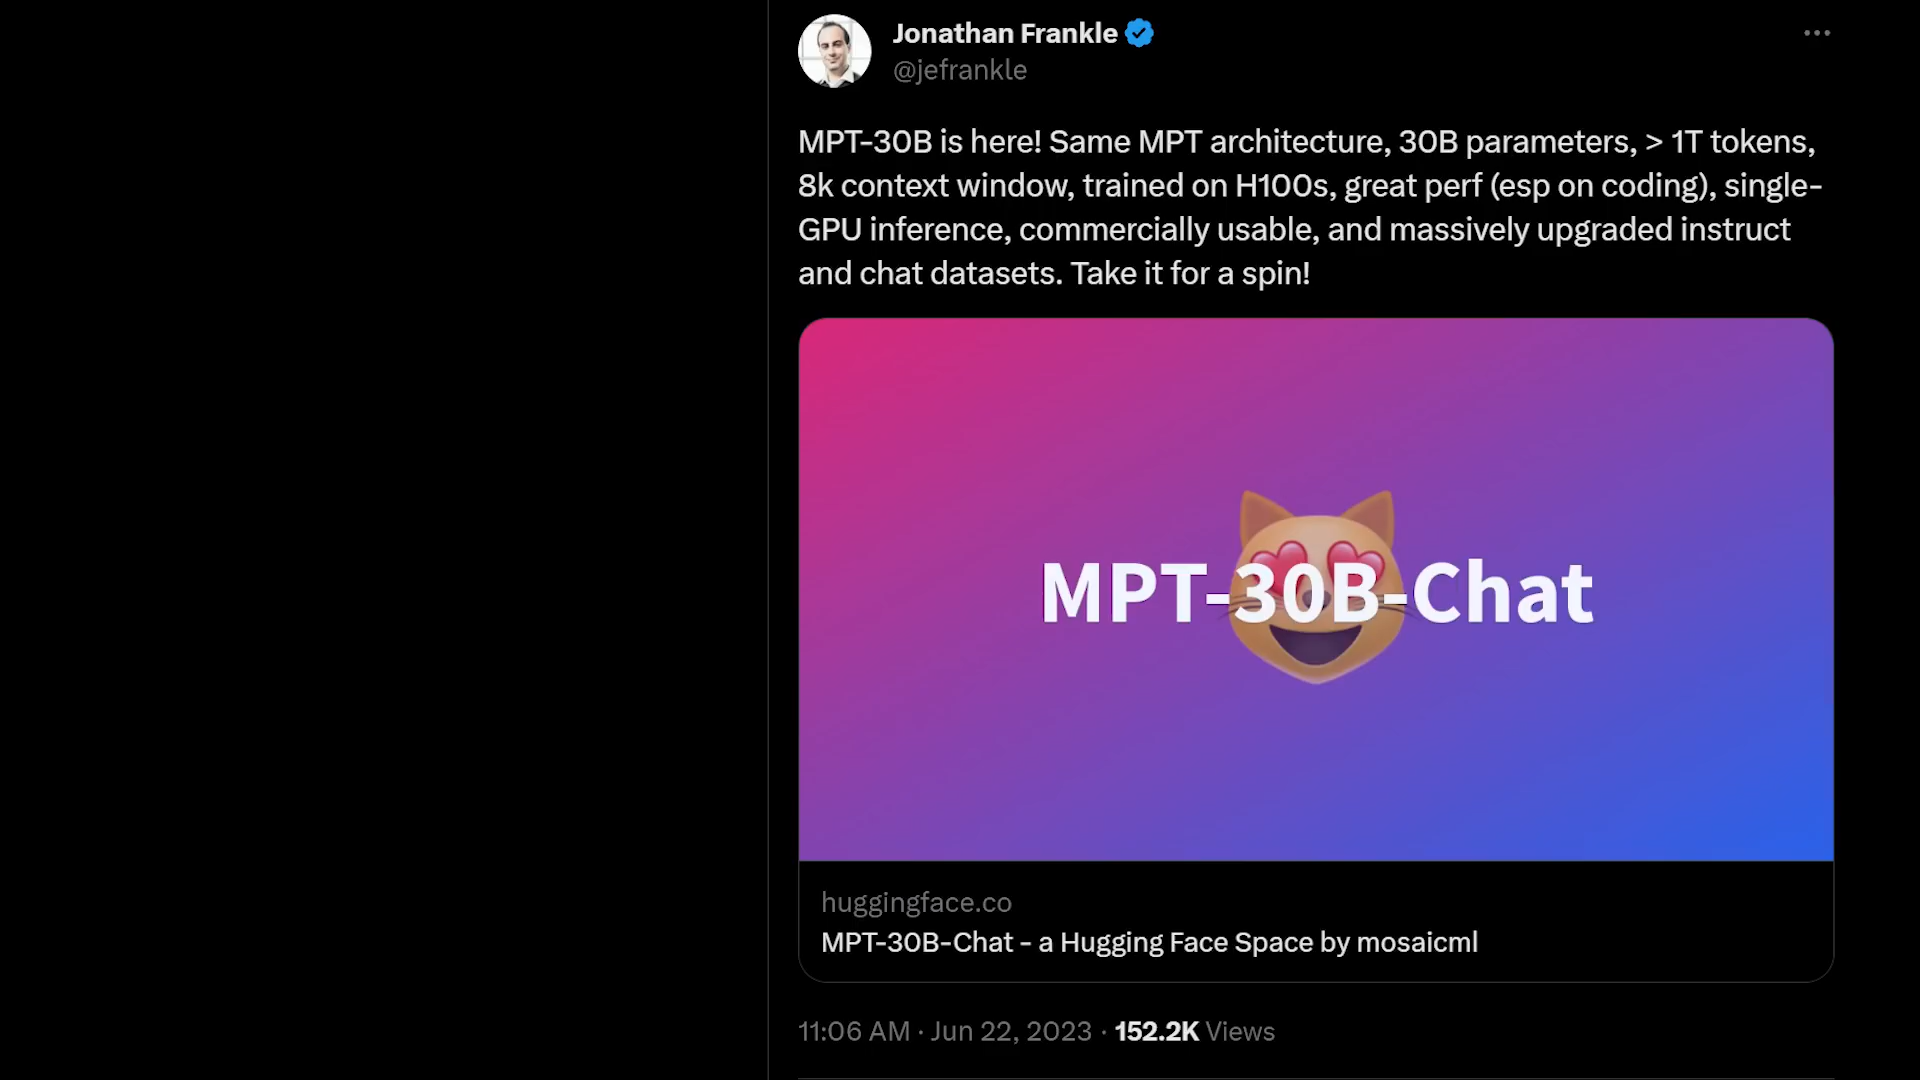 Jonathan Frankle
@jefrankle
MPT-30B is here! Same MPT architecture, 30B parameters, > 1T tokens,
8k context window, trained on H100s, great perf (esp on coding), single-
GPU inference, commercially usable, and massively upgraded instruct
and chat datasets. Take it for a spin!
MPT-30B-Chat
huggingface.co
MPT-30B-Chat - a Hugging Face Space by mosaicml
11:06 AM · Jun 22, 2023 · 152.2K Views